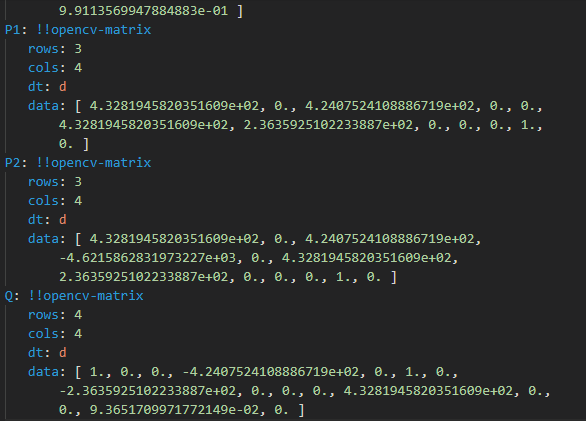 9.9113569947884883e-01 ]
P1: !!opencv-matrix
rows: 3
cols: 4
dt: d
data: [ 4.3281945820351609e+02, 0., 4.2407524108886719e+02, 0., 0.,
4.3281945820351609e+02, 2.3635925102233887e+02, 0., 0., 0., 1.,
0. ]
P2: !!opencv-matrix
rows: 3
cols: 4
dt: d
data: [ 4.3281945820351609e+02, 0., 4.2407524108886719e+02,
-4.6215862831973227e+03, 0., 4.3281945820351609e+02,
2.3635925102233887e+02, 0., 0., 0., 1., 0. ]
Q: !!opencv-matrix
rows: 4
cols: 4
dt: d
data: [ 1., 0., 0., -4.2407524108886719e+02, 0., 1., 0.,
-2.3635925102233887e+02, 0., 0., 0., 4.3281945820351609e+02, 0.,
0., 9.3651709971772149e-02, 0. ]